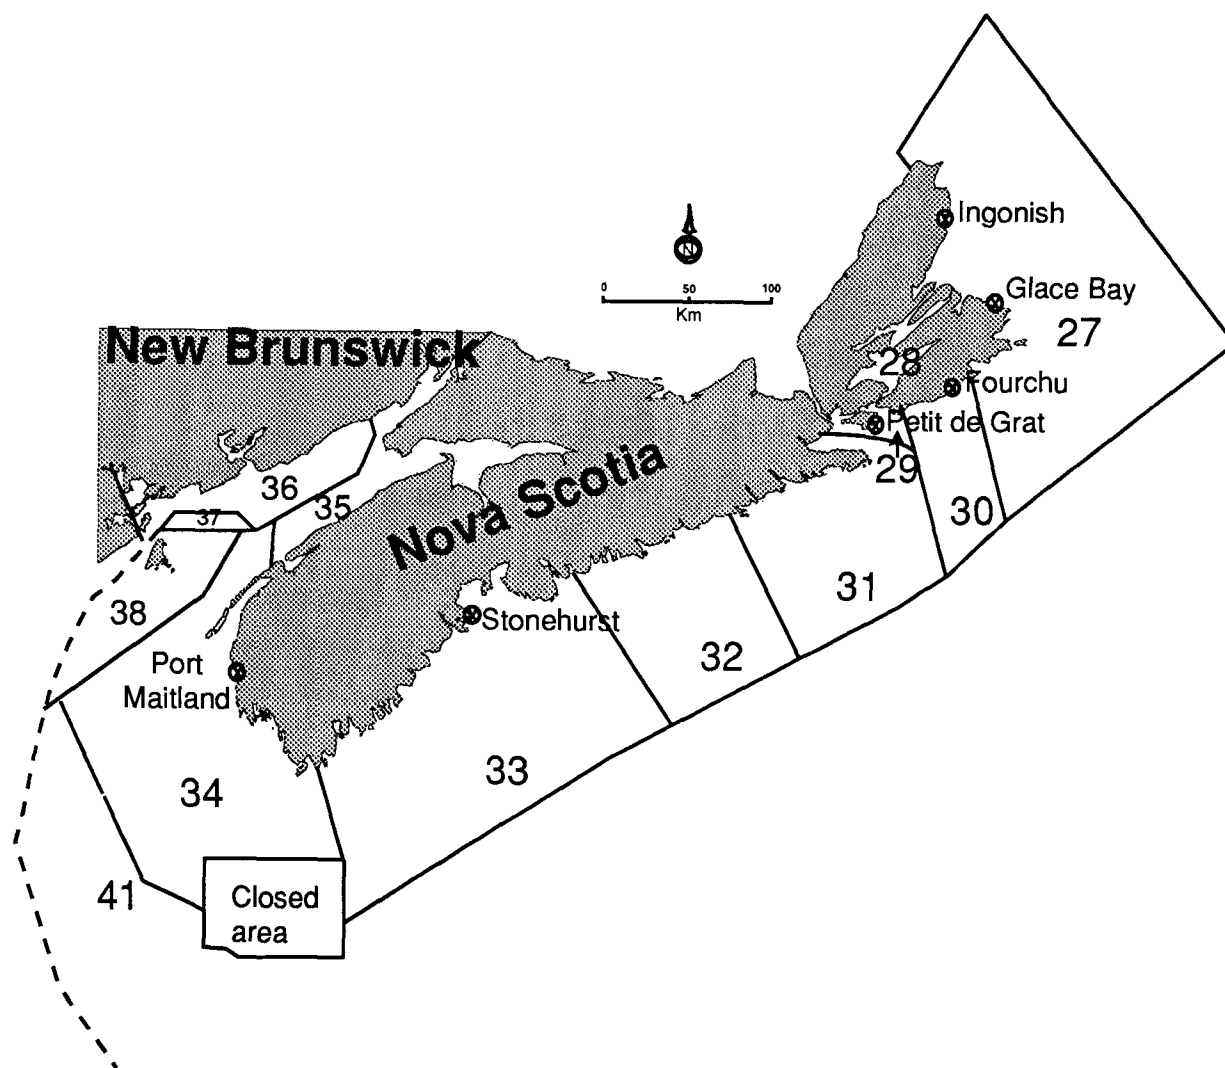 Ingonish
N
0 50 100
Km
Glace Bay
27
New Brunswick
28
Fourchu
Petit de Grat
29
36
35
37
30
Nova Scotia
31
38
Stonehurst
32
Port
Maitland
33
34
41
Closed
area